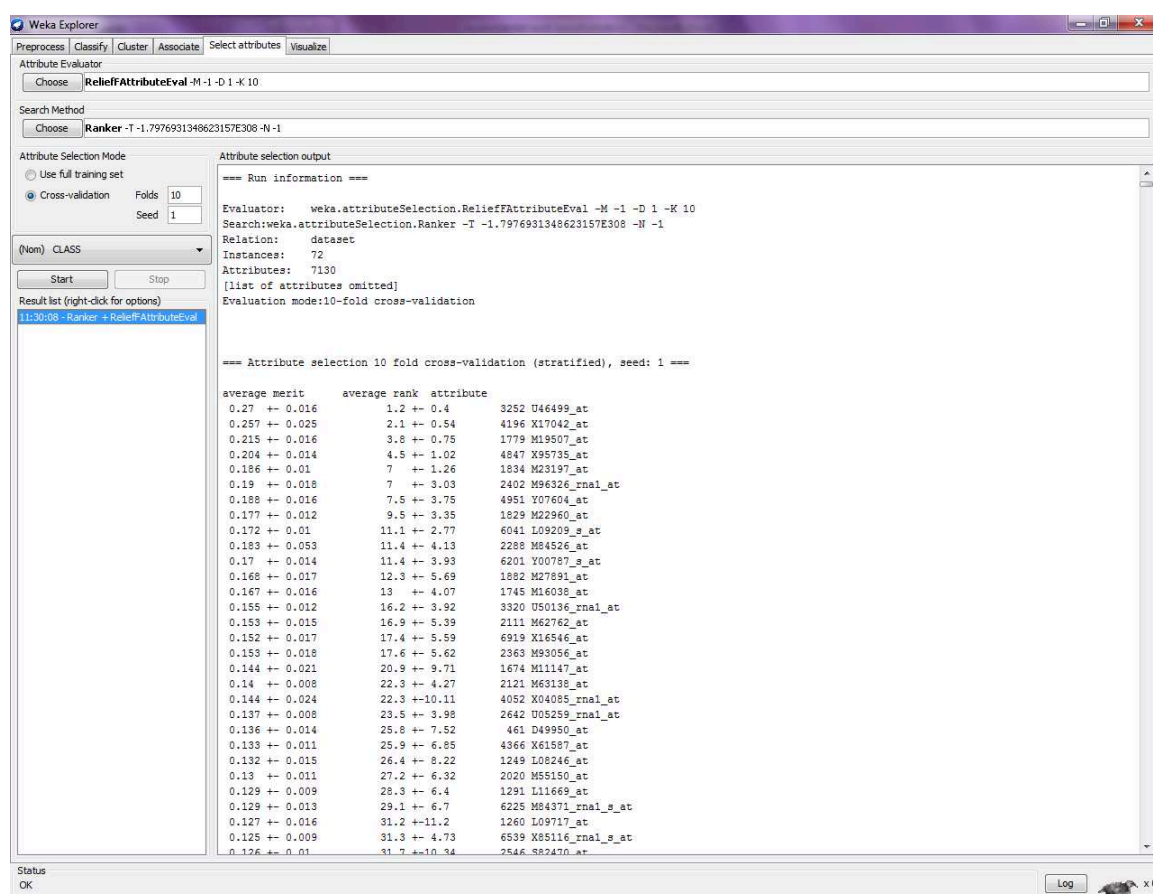 Weka Explorer
Preprocess Classify Cluster Associate Select attributes Visualize
Attribute Evaluator
Choose ReliefFAttributeEval -M -1 -D 1 -K 10
Search Method
Choose Ranker -T -1.7976931348623157E308 -N -1
Attribute Selection Mode
Use full training set
Cross-validation Folds 10
Seed 1
(Nom) CLASS
Start Stop
Result list (right-click for options)
11:30:08 - Ranker + ReliefFAttributeEval
Attribute selection output
=== Run information ===
Evaluator: weka.attributeSelection.ReliefFAttributeEval -M -1 -D 1 -K 10
Search:weka.attributeSelection.Ranker -T -1.7976931348623157E308 -N -1
Relation: dataset
Instances: 72
Attributes: 7130
[list of attributes omitted]
Evaluation mode:10-fold cross-validation
=== Attribute selection 10 fold cross-validation (stratified), seed: 1 ===
average merit average rank attribute
0.27 +- 0.016 1.2 +- 0.4 3252 U46499_at
0.257 +- 0.025 2.1 +- 0.54 4196 X17042_at
0.215 +- 0.016 3.8 +- 0.75 1779 M19507_at
0.204 +- 0.014 4.5 +- 1.02 4847 X95735_at
0.186 +- 0.01 7 +- 1.26 1834 M23197_at
0.19 +- 0.018 7 +- 3.03 2402 M96326_rna1_at
0.188 +- 0.016 7.5 +- 3.75 4951 Y07604_at
0.177 +- 0.012 9.5 +- 3.35 1829 M22960_at
0.172 +- 0.01 11.1 +- 2.77 6041 L09209_s_at
0.183 +- 0.053 11.4 +- 4.13 2288 M84526_at
0.17 +- 0.014 11.4 +- 3.93 6201 Y00787_s_at
0.168 +- 0.017 12.3 +- 5.69 1882 M27891_at
0.167 +- 0.016 13 +- 4.07 1745 M16038_at
0.155 +- 0.012 16.2 +- 3.92 3320 U50136_rna1_at
0.153 +- 0.015 16.9 +- 5.39 2111 M62762_at
0.152 +- 0.017 17.4 +- 5.59 6919 X16546_at
0.153 +- 0.018 17.6 +- 5.62 2363 M93056_at
0.144 +- 0.021 20.9 +- 9.71 1674 M11147_at
0.14 +- 0.008 22.3 +- 4.27 2121 M63138_at
0.144 +- 0.024 22.3 +-10.11 4052 X04085_rna1_at
0.137 +- 0.008 23.5 +- 3.98 2642 U05259_rna1_at
0.136 +- 0.014 25.8 +- 7.52 461 D49950_at
0.133 +- 0.011 25.9 +- 6.85 4366 X61587_at
0.132 +- 0.015 26.4 +- 8.22 1249 L08246_at
0.13 +- 0.011 27.2 +- 6.32 2020 M55150_at
0.129 +- 0.009 28.3 +- 6.4 1291 L11669_at
0.129 +- 0.013 29.1 +- 6.7 6225 M84371_rna1_s_at
0.127 +- 0.016 31.2 +-11.2 1260 L09717_at
0.125 +- 0.009 31.3 +- 4.73 6539 X85116_rna1_s_at
0.126 +- 0.01 31.7 +-10.34 2546 S82470_at
Status
OK
Log